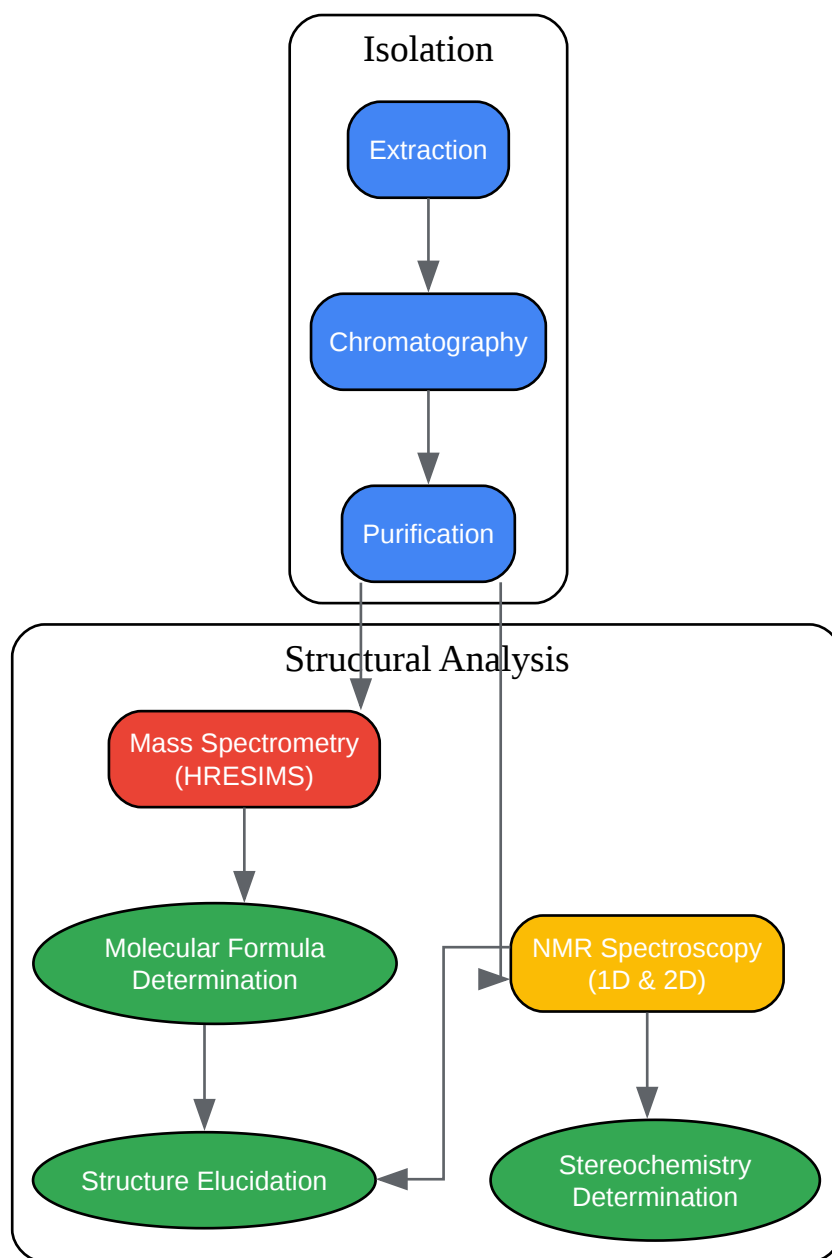 Isolation
Extraction
Chromatography
Purification
Structural Analysis
Mass Spectrometry
(HRESIMS)
Molecular Formula
Determination
NMR Spectroscopy
(1D & 2D)
Structure Elucidation
Stereochemistry
Determination